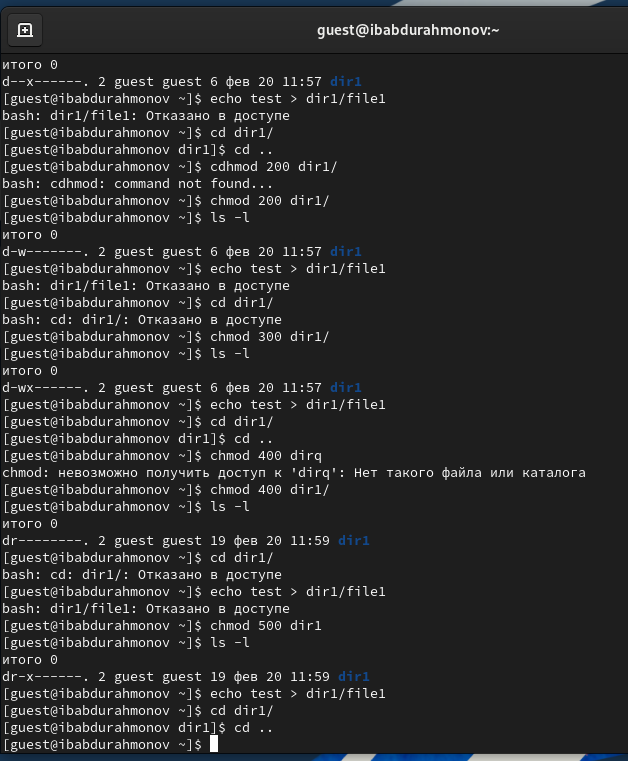 guest@ibabdurahmonov:~
итого 0
d--x------. 2 guest guest 6 фев 20 11:57 dir1
[guest@ibabdurahmonov ~]$ echo test > dir1/file1
bash: dir1/file1: Отказано в доступе
[guest@ibabdurahmonov ~]$ cd dir1/
[guest@ibabdurahmonov dir1]$ cd ..
[guest@ibabdurahmonov ~]$ cdhmod 200 dir1/
bash: cdhmod: command not found...
[guest@ibabdurahmonov ~]$ chmod 200 dir1/
[guest@ibabdurahmonov ~]$ ls -l
итого 0
d-w-------. 2 guest guest 6 фев 20 11:57 dir1
[guest@ibabdurahmonov ~]$ echo test > dir1/file1
bash: dir1/file1: Отказано в доступе
[guest@ibabdurahmonov ~]$ cd dir1/
bash: cd: dir1/: Отказано в доступе
[guest@ibabdurahmonov ~]$ chmod 300 dir1/
[guest@ibabdurahmonov ~]$ ls -l
итого 0
d-wx------. 2 guest guest 6 фев 20 11:57 dir1
[guest@ibabdurahmonov ~]$ echo test > dir1/file1
[guest@ibabdurahmonov ~]$ cd dir1/
[guest@ibabdurahmonov dir1]$ cd ..
[guest@ibabdurahmonov ~]$ chmod 400 dirq
chmod: невозможно получить доступ к 'dirq': Нет такого файла или каталога
[guest@ibabdurahmonov ~]$ chmod 400 dir1/
[guest@ibabdurahmonov ~]$ ls -l
итого 0
dr--------. 2 guest guest 19 фев 20 11:59 dir1
[guest@ibabdurahmonov ~]$ cd dir1/
bash: cd: dir1/: Отказано в доступе
[guest@ibabdurahmonov ~]$ echo test > dir1/file1
bash: dir1/file1: Отказано в доступе
[guest@ibabdurahmonov ~]$ chmod 500 dir1
[guest@ibabdurahmonov ~]$ ls -l
итого 0
dr-x------. 2 guest guest 19 фев 20 11:59 dir1
[guest@ibabdurahmonov ~]$ echo test > dir1/file1
[guest@ibabdurahmonov ~]$ cd dir1/
[guest@ibabdurahmonov dir1]$ cd ..
[guest@ibabdurahmonov ~]$